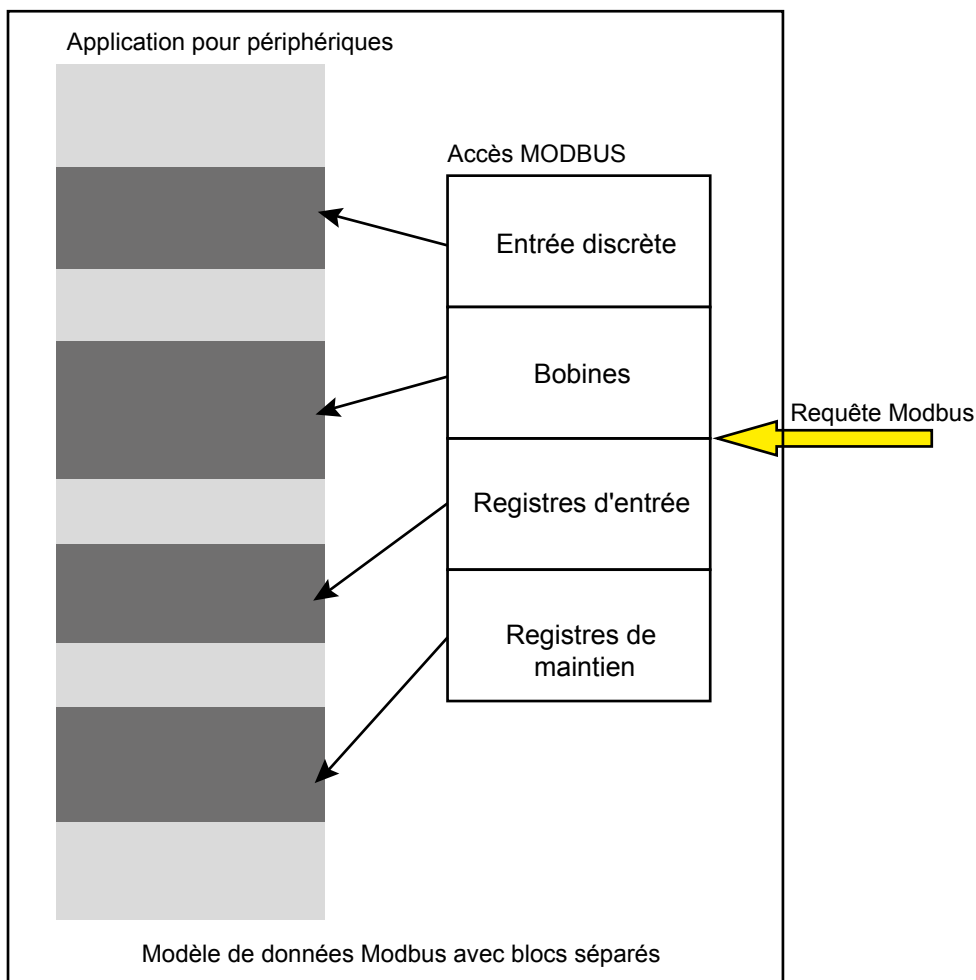 Application pour périphériques
Accès MODBUS
Entrée discrète
Bobines
Requête Modbus
Registres d'entrée
Registres de
maintien
Modèle de données Modbus avec blocs séparés